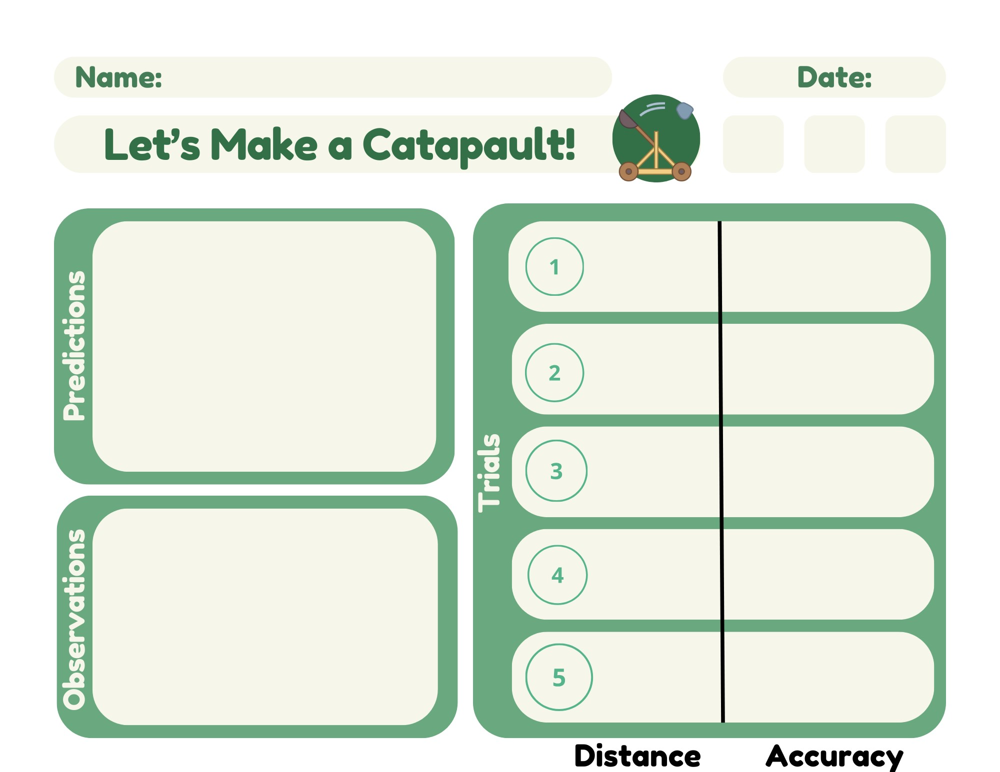 Name:
Date:
Let's Make a Catapault!
Predictions
Observations
Trials
1
2
3
4
5
Distance
Accuracy